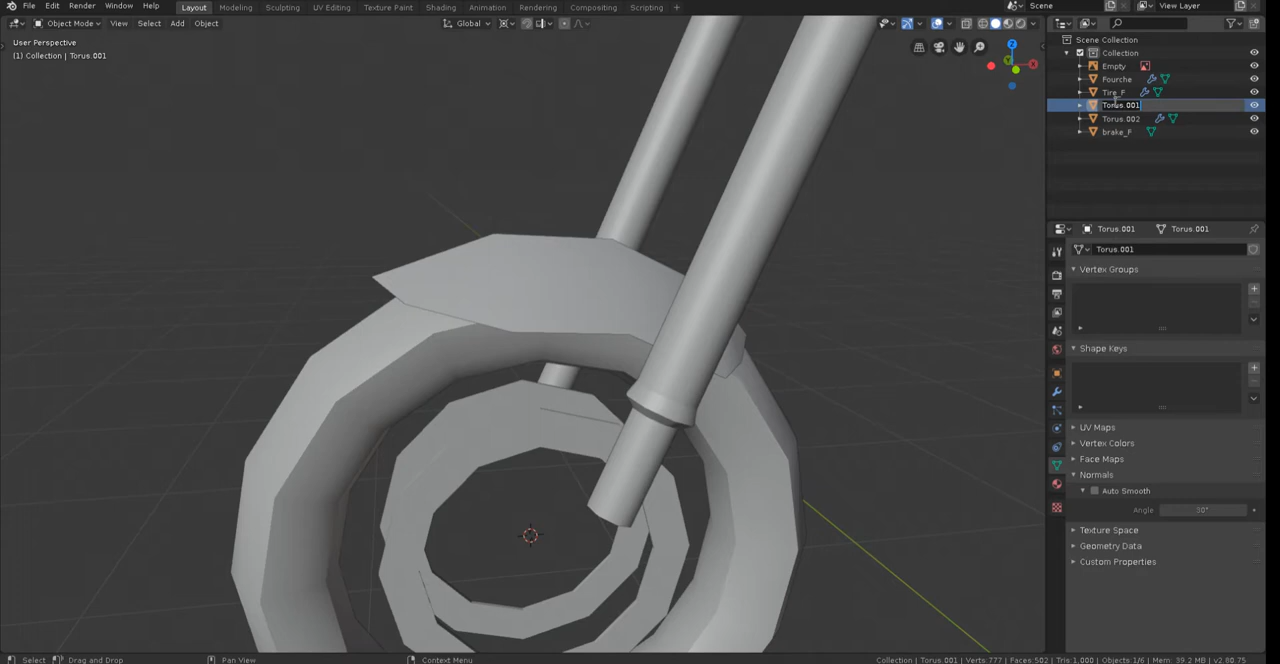 File Edit Render Window Help Layout Modeling Sculpting UV Editing Texture Paint Shading Animation Rendering Compositing Scripting + Scene View Layer
Object Mode View Select Add Object Global
User Perspective
(1) Collection | Torus.001
Scene Collection
Collection
Empty
Fourche
Tire_F
Torus.001
Torus.002
brake_F
Torus.001 Torus.001
Torus.001
Vertex Groups
Shape Keys
UV Maps
Vertex Colors
Face Maps
Normals
Auto Smooth
Angle 30°
Texture Space
Geometry Data
Custom Properties
Z
Select Drag and Drop Pan View Context Menu Collection | Torus.001 | Verts:777 | Faces:502 | Tris:1,000 | Objects:1/6 | Mem: 39.2 MB | v2.80.75